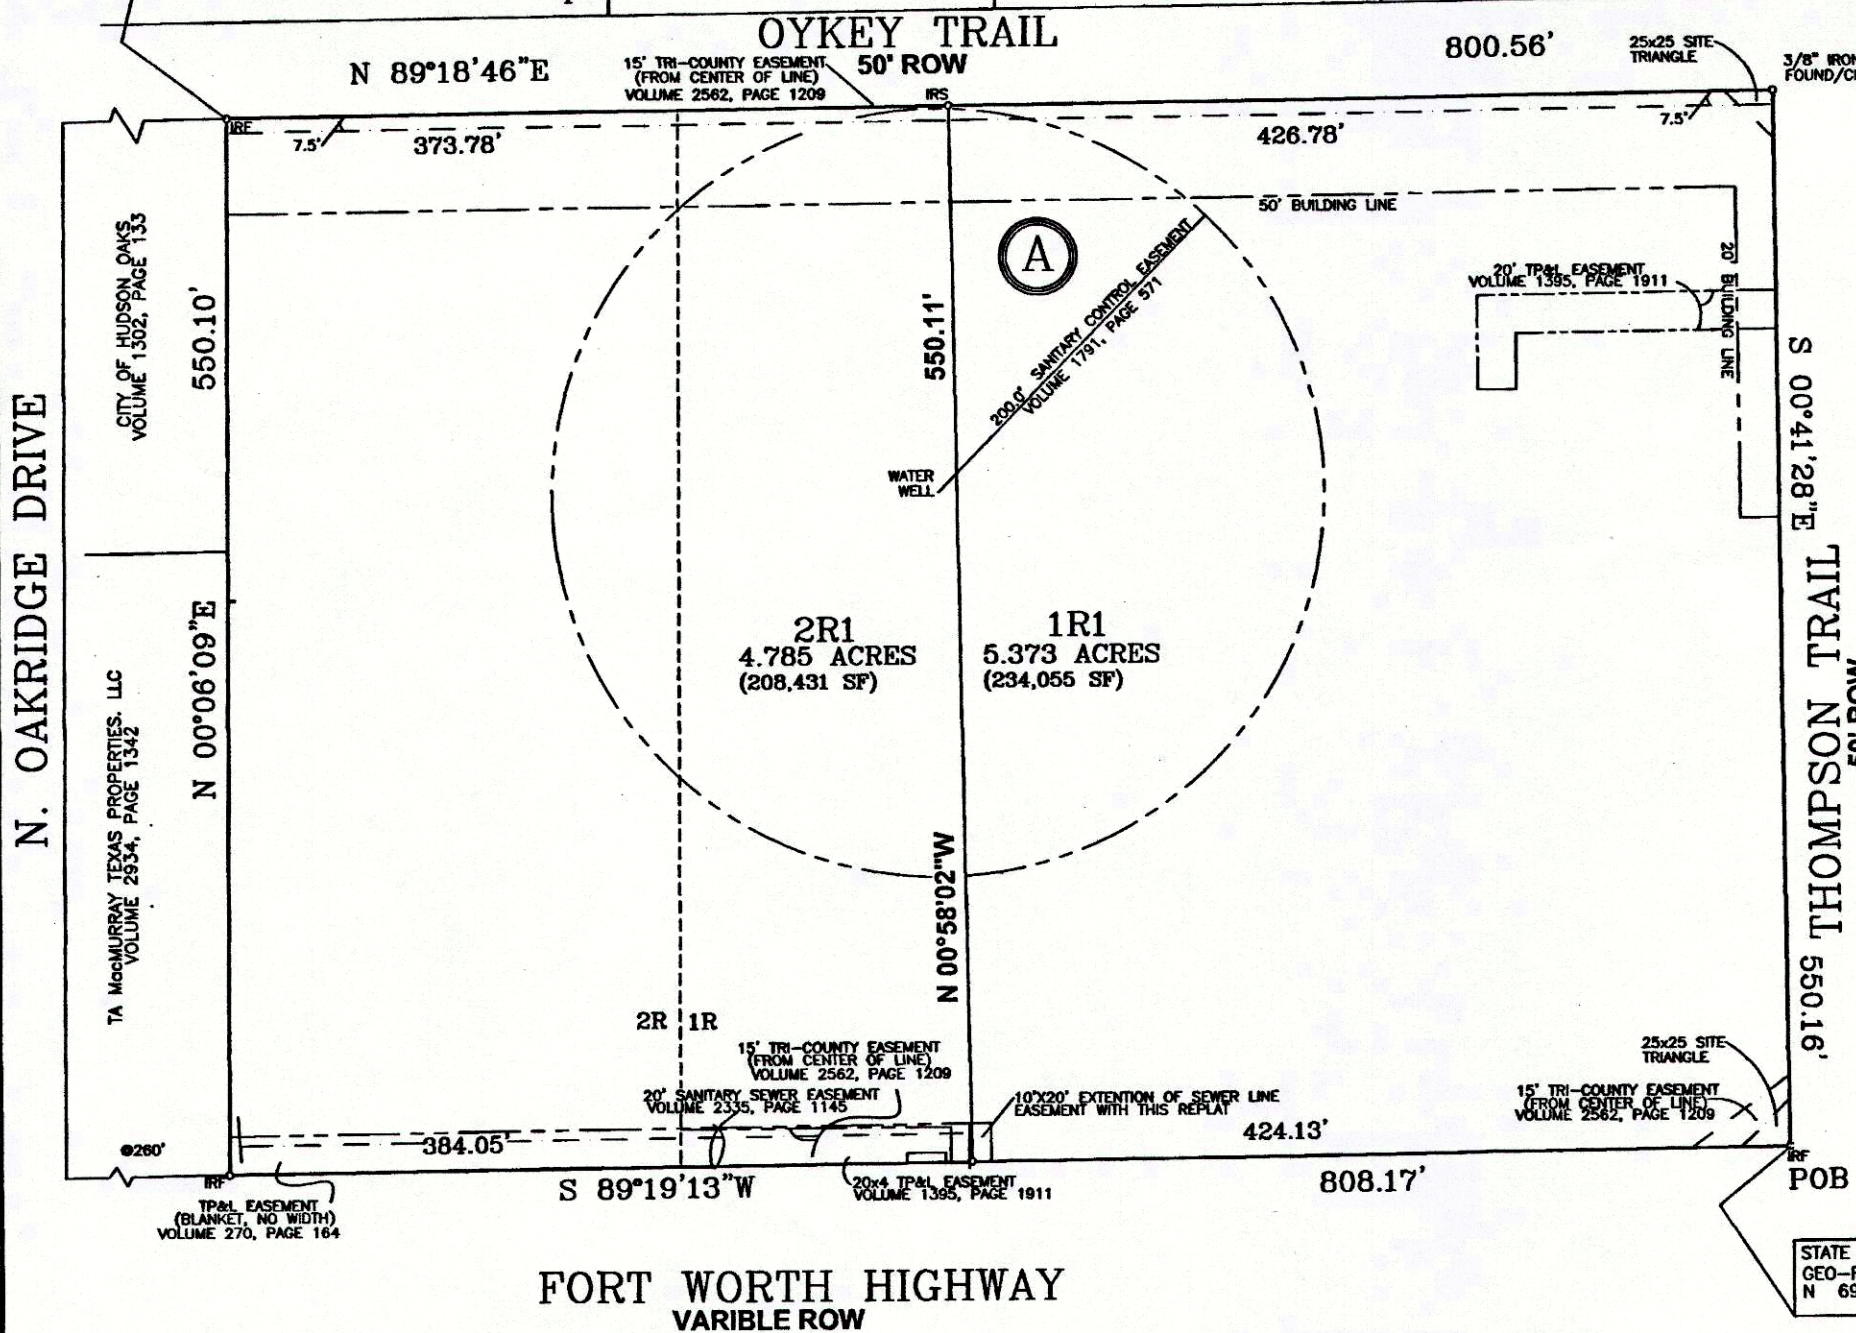 OYKEY TRAIL
50' ROW
N 89°18'46"E
15' TRI-COUNTY EASEMENT
(FROM CENTER OF LINE)
VOLUME 2562, PAGE 1209
800.56'
25x25 SITE
TRIANGLE
3/8" IRON
FOUND/
IRS
IRF
7.5'
373.78'
426.78'
7.5'
50' BUILDING LINE
CITY OF HUDSON OAKS
VOLUME 1302, PAGE 133
550.10'
550.11'
A
200.0' SANITARY CONTROL EASEMENT
VOLUME 1791, PAGE 571
WATER
WELL
20' TP&L EASEMENT
VOLUME 1395, PAGE 1911
20' BUILDING LINE
S 00°41'28"E
THOMPSON TRAIL
50' ROW
550.16'
N. OAKRIDGE DRIVE
N 00°06'09"E
TA MacMURRAY TEXAS PROPERTIES, LLC
VOLUME 2934, PAGE 1342
2R1
4.785 ACRES
(208,431 SF)
1R1
5.373 ACRES
(234,055 SF)
N 00°58'02"W
2R 1R
15' TRI-COUNTY EASEMENT
(FROM CENTER OF LINE)
VOLUME 2562, PAGE 1209
20' SANITARY SEWER EASEMENT
VOLUME 2335, PAGE 1145
10'X20' EXTENTION OF SEWER LINE
EASEMENT WITH THIS REPLAT
25x25 SITE
TRIANGLE
15' TRI-COUNTY EASEMENT
(FROM CENTER OF LINE)
VOLUME 2562, PAGE 1209
@260'
384.05'
424.13'
IRF
IRF
POB
S 89°19'13"W
20x4 TP&L EASEMENT
VOLUME 1395, PAGE 1911
808.17'
TP&L EASEMENT
(BLANKET, NO WIDTH)
VOLUME 270, PAGE 164
FORT WORTH HIGHWAY
VARIBLE ROW
STATE
GEO-
N 69